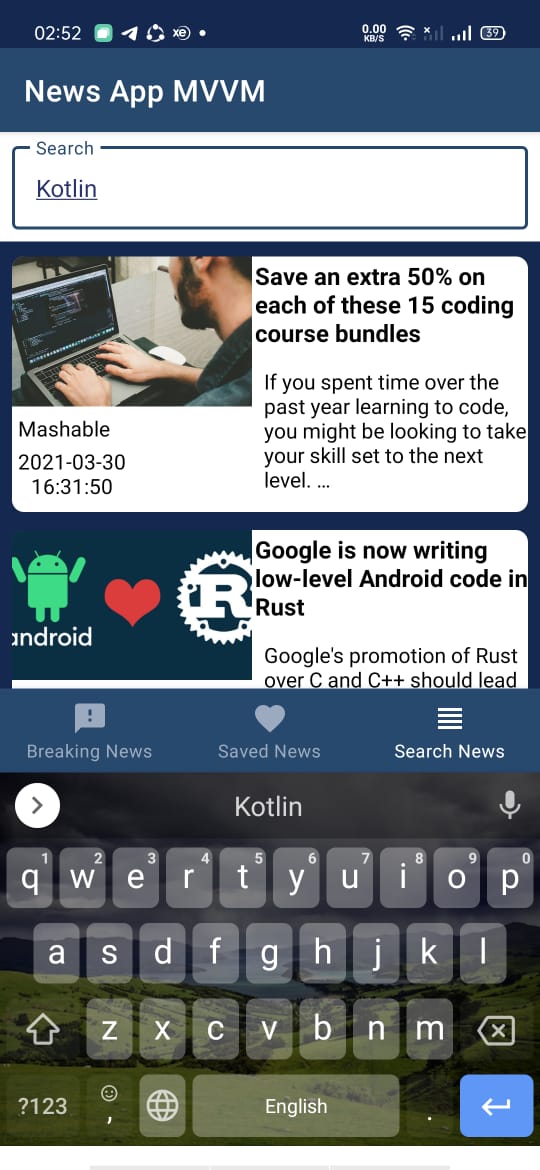 02:52 xe 0.00 KB/S 39
News App MVVM
Search
Kotlin
Save an extra 50% on
each of these 15 coding
course bundles
If you spent time over the
past year learning to code,
you might be looking to take
your skill set to the next
level. …
Mashable
2021-03-30
16:31:50
Google is now writing
low-level Android code in
Rust
android
R
Google's promotion of Rust
over C and C++ should lead
Breaking News Saved News Search News
Kotlin
1 2 3 4 5 6 7 8 9 0
q w e r t y u i o p
a s d f g h j k l
z x c v b n m
?123 , English .